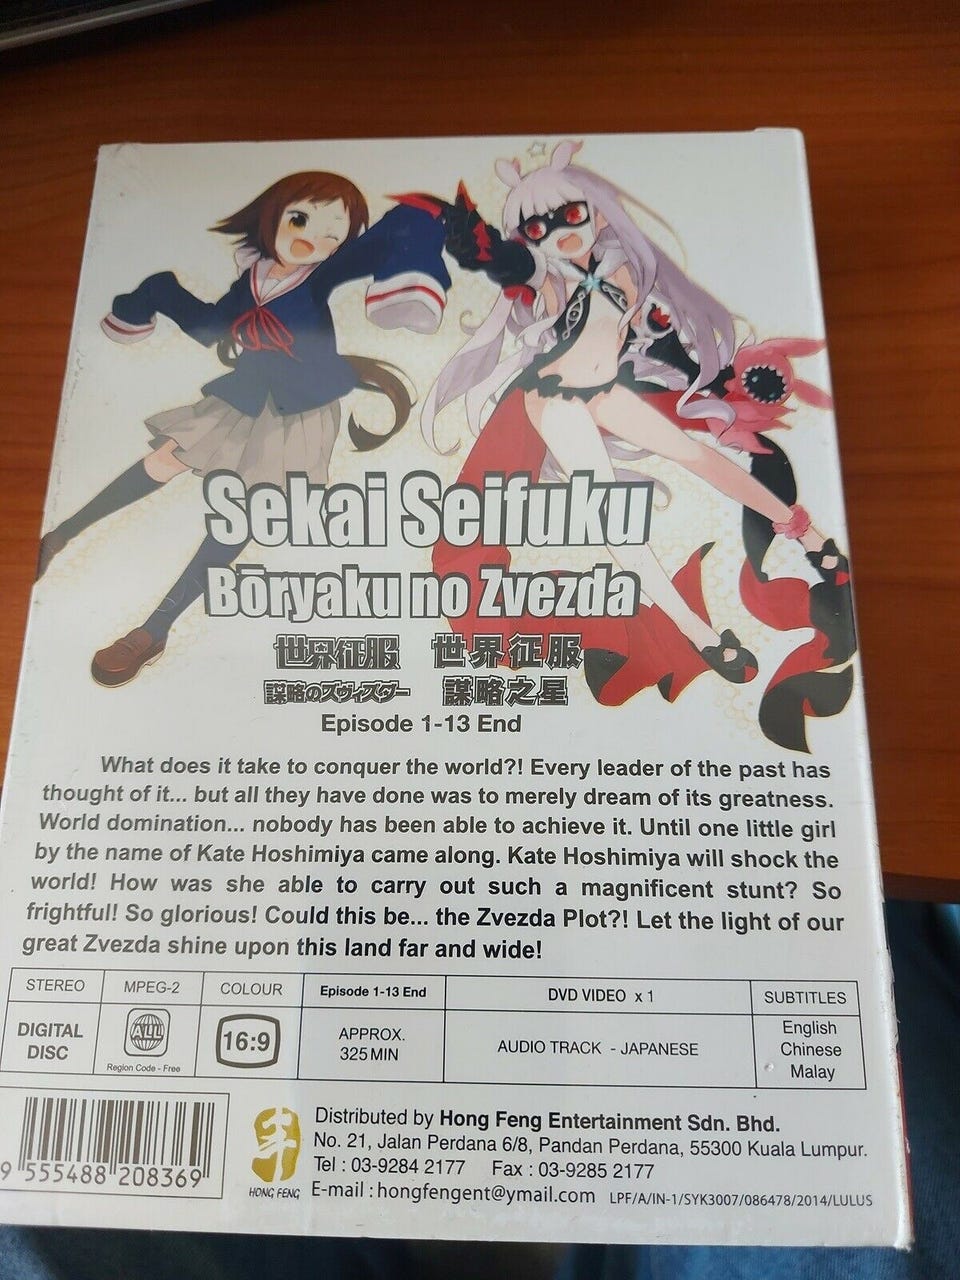 Sekai Seifuku
Bōryaku no Zvezda
世界征服 世界征服
謀略のズヴィズダー 謀略之星
Episode 1-13 End
What does it take to conquer the world?! Every leader of the past has
thought of it... but all they have done was to merely dream of its greatness.
World domination... nobody has been able to achieve it. Until one little girl
by the name of Kate Hoshimiya came along. Kate Hoshimiya will shock the
world! How was she able to carry out such a magnificent stunt? So
frightful! So glorious! Could this be... the Zvezda Plot?! Let the light of our
great Zvezda shine upon this land far and wide!
STEREO MPEG-2 COLOUR Episode 1-13 End DVD VIDEO x 1 SUBTITLES
DIGITAL
DISC
ALL
Region Code - Free
16:9
APPROX.
325 MIN
AUDIO TRACK - JAPANESE
English
Chinese
Malay
9 555488 208369
丰
HONG FENG
Distributed by Hong Feng Entertainment Sdn. Bhd.
No. 21, Jalan Perdana 6/8, Pandan Perdana, 55300 Kuala Lumpur.
Tel : 03-9284 2177 Fax : 03-9285 2177
E-mail : hongfengent@ymail.com LPF/A/IN-1/SYK3007/086478/2014/LULUS